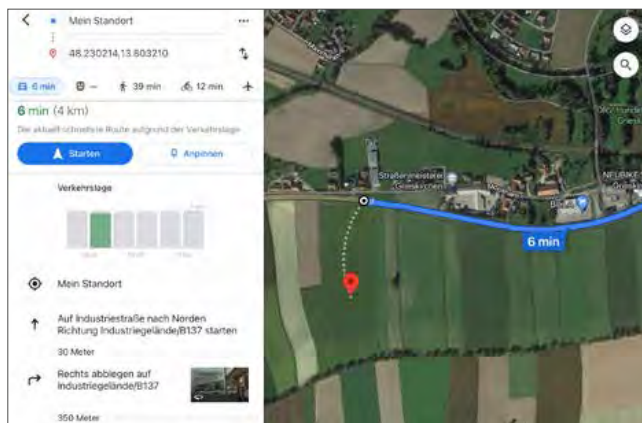 Mein Standort
48.230214,13.803210
6 min
39 min
12 min
6 min (4 km)
Die aktuell schnellste Route aufgrund der Verkehrslage
Starten
Anpinnen
Verkehrslage
Mein Standort
Auf Industriestraße nach Norden
Richtung Industriegelände/B137 starten
30 Meter
Rechts abbiegen auf
Industriegelände/B137
350 Meter
Straßenmeisterei
Grieskirchen
6 min